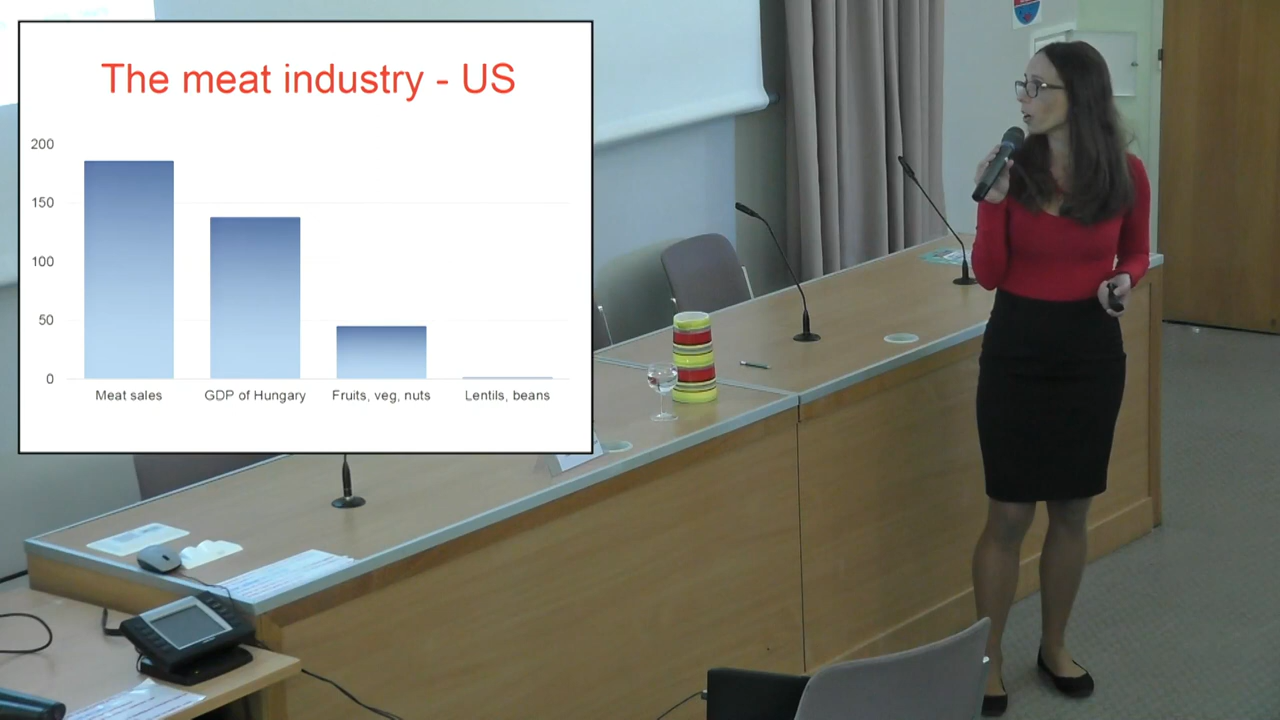 The meat industry - US
200
150
100
50
0
Meat sales
GDP of Hungary
Fruits, veg, nuts
Lentils, beans